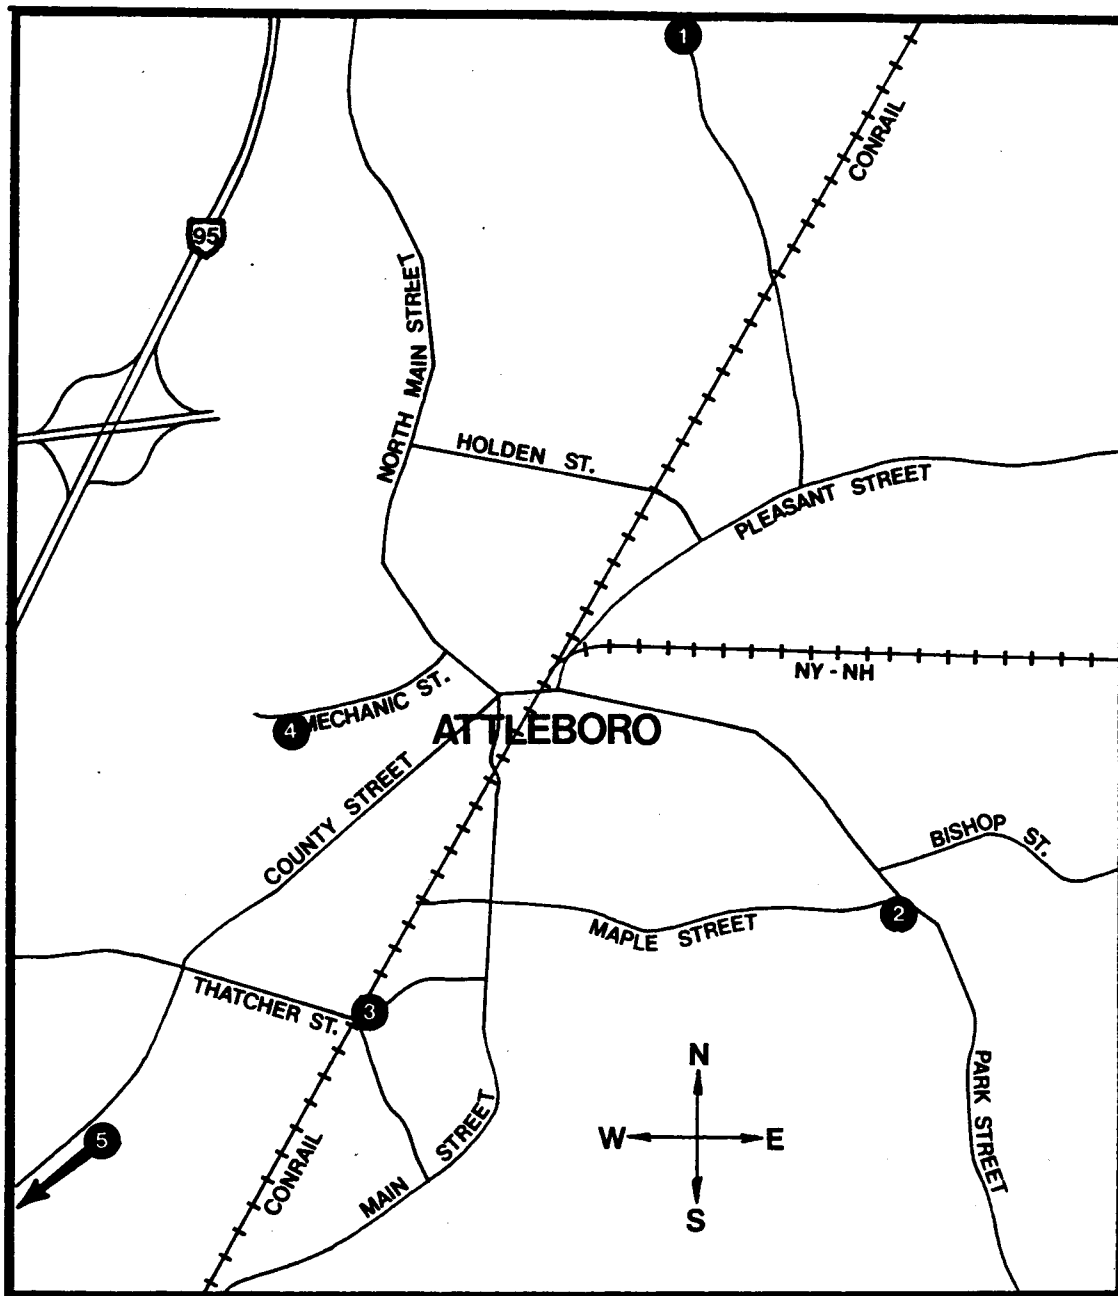 1
CONRAIL
95
NORTH MAIN STREET
HOLDEN ST.
PLEASANT STREET
NY - NH
MECHANIC ST.
4
ATTLEBORO
COUNTY STREET
BISHOP ST.
2
MAPLE STREET
THATCHER ST.
3
N
W E
S
PARK STREET
5
CONRAIL
MAIN STREET